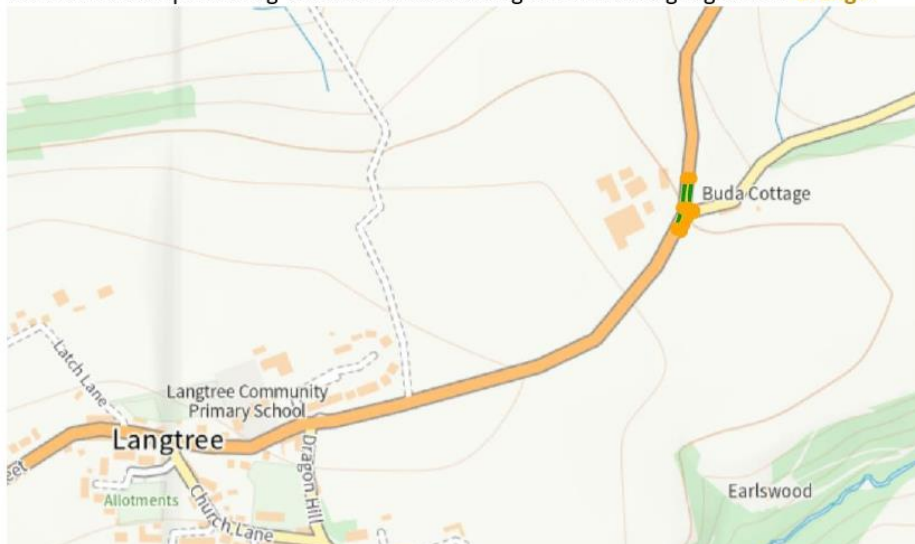 Buda Cottage
Latch Lane
Langtree Community
Primary School
Langtree
Dragon Hill
Allotments
Church Lane
Earlswood